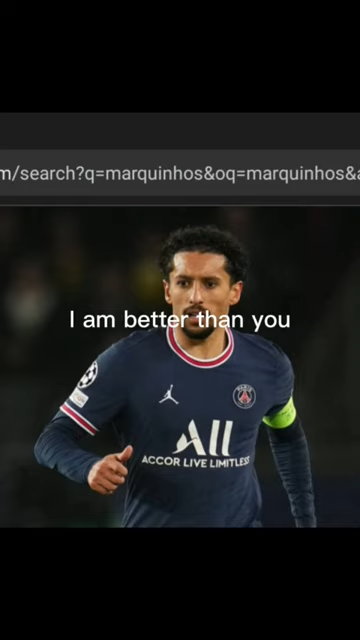 m/search?q=marquinhos&oq=marquinhos&a
I am better than you
ALL
ACCOR LIVE LIMITLESS